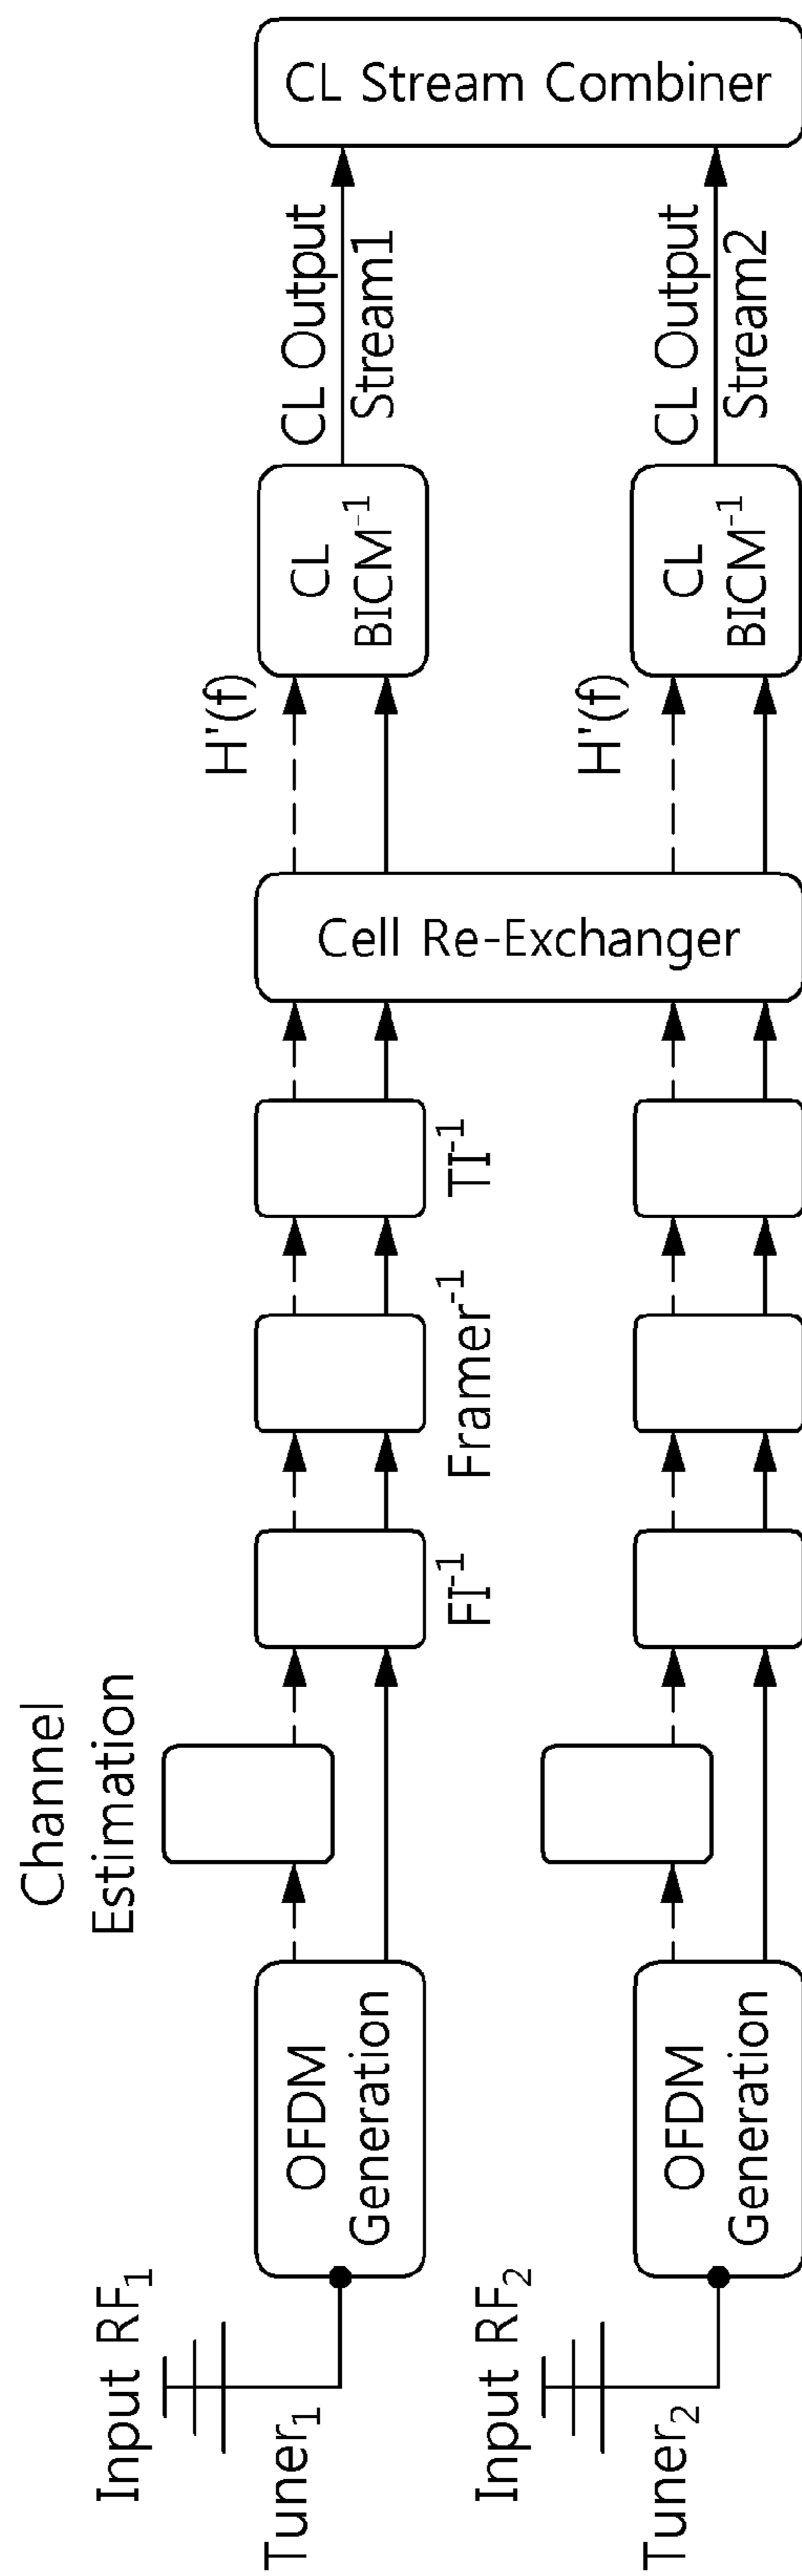 Input RF₁
Tuner₁
OFDM
Generation
Channel
Estimation
FI⁻¹
Framer⁻¹
TI⁻¹
Cell Re-Exchanger
H'(f)
CL
BICM⁻¹
CL Output
Stream1
CL Stream Combiner
Input RF₂
Tuner₂
OFDM
Generation
H'(f)
CL
BICM⁻¹
CL Output
Stream2